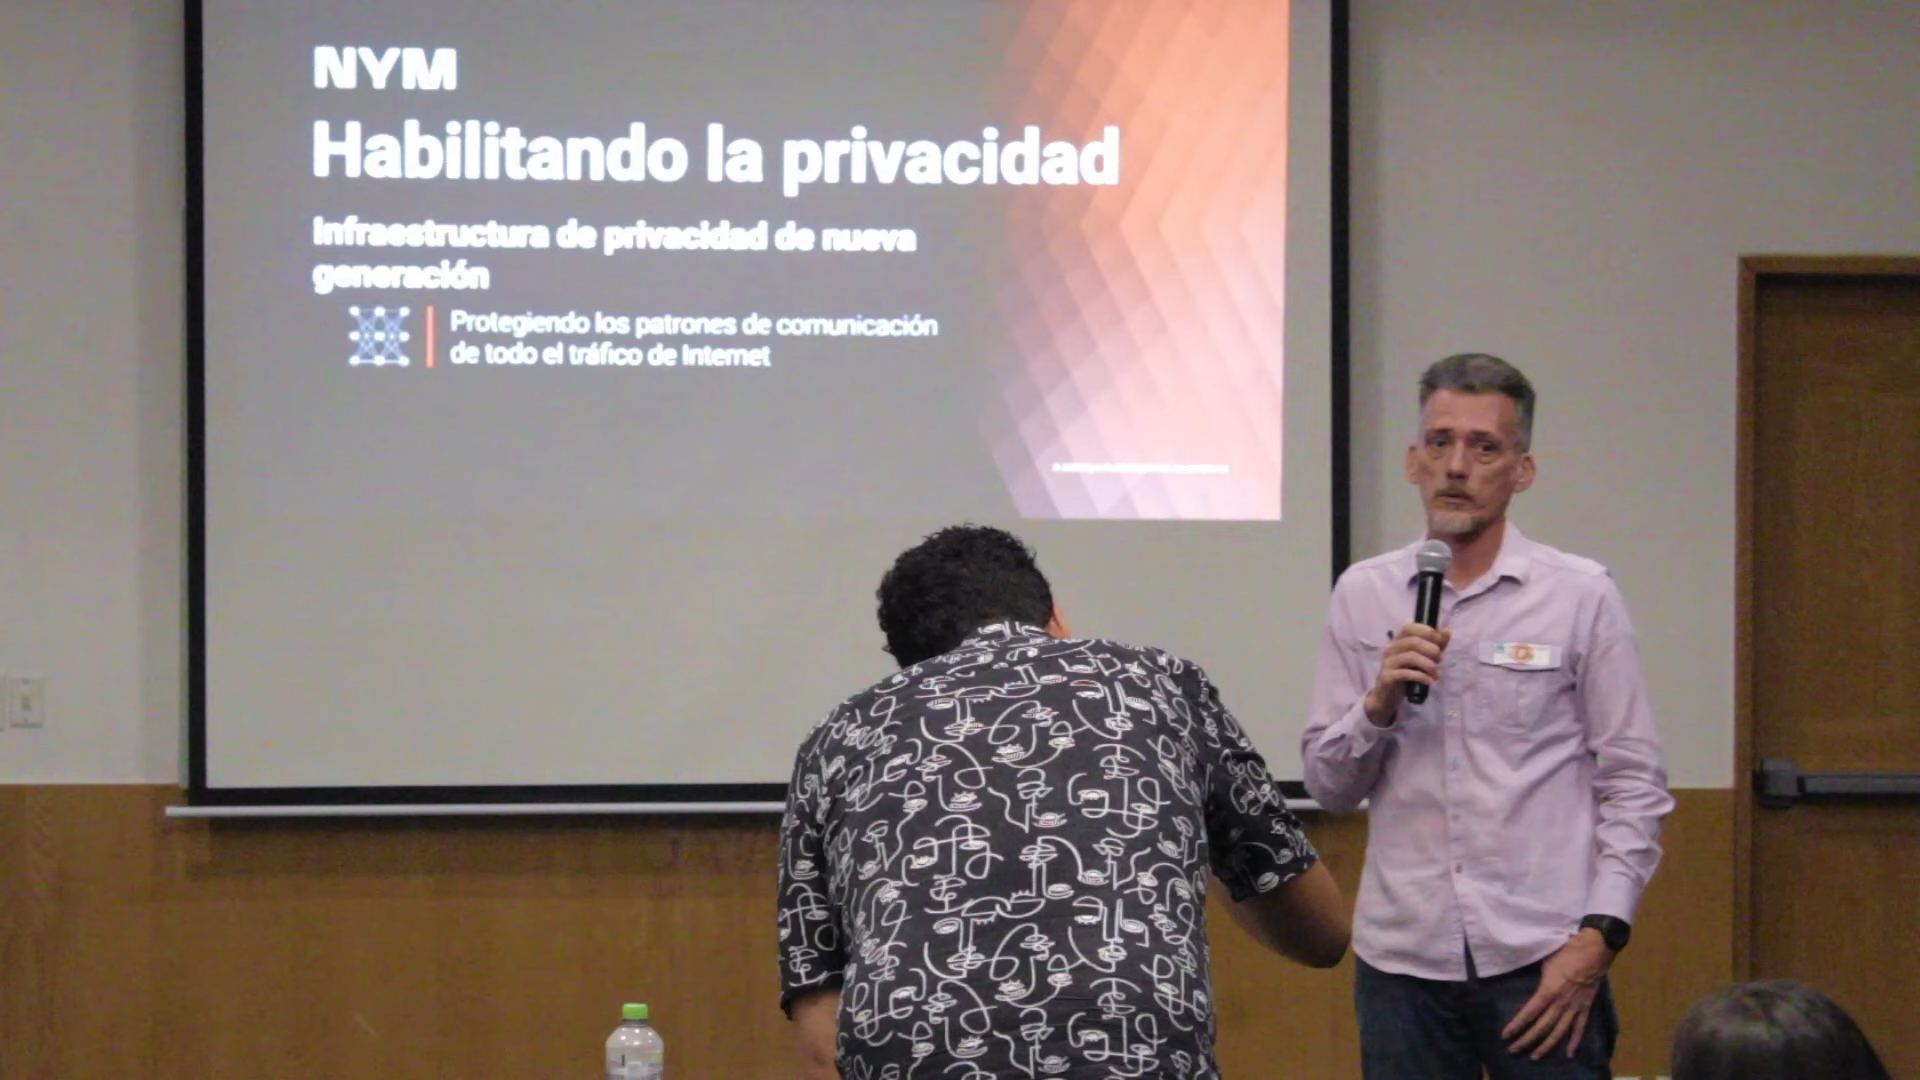 NYM
Habilitando la privacidad
Infraestructura de privacidad de nueva
generación
Protegiendo los patrones de comunicación
de todo el tráfico de Internet